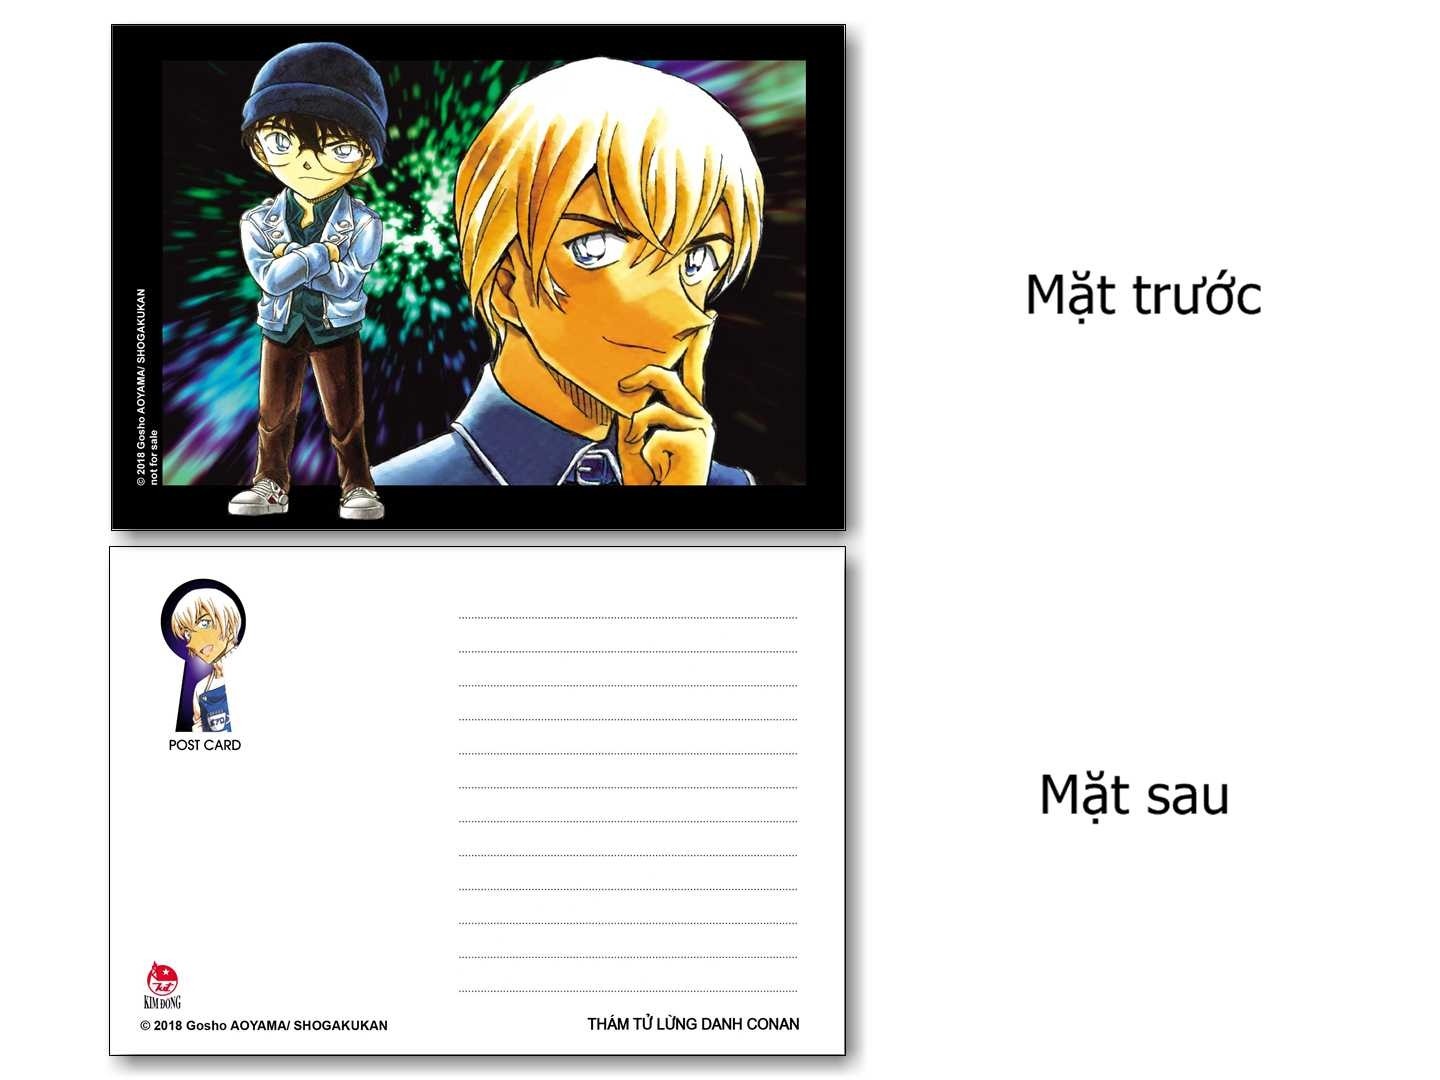 © 2018 Gosho AOYAMA/ SHOGAKUKAN
not for sale
Mặt trước
POST CARD
Mặt sau
Kđ
KIM ĐỒNG
© 2018 Gosho AOYAMA/ SHOGAKUKAN
THÁM TỬ LỪNG DANH CONAN